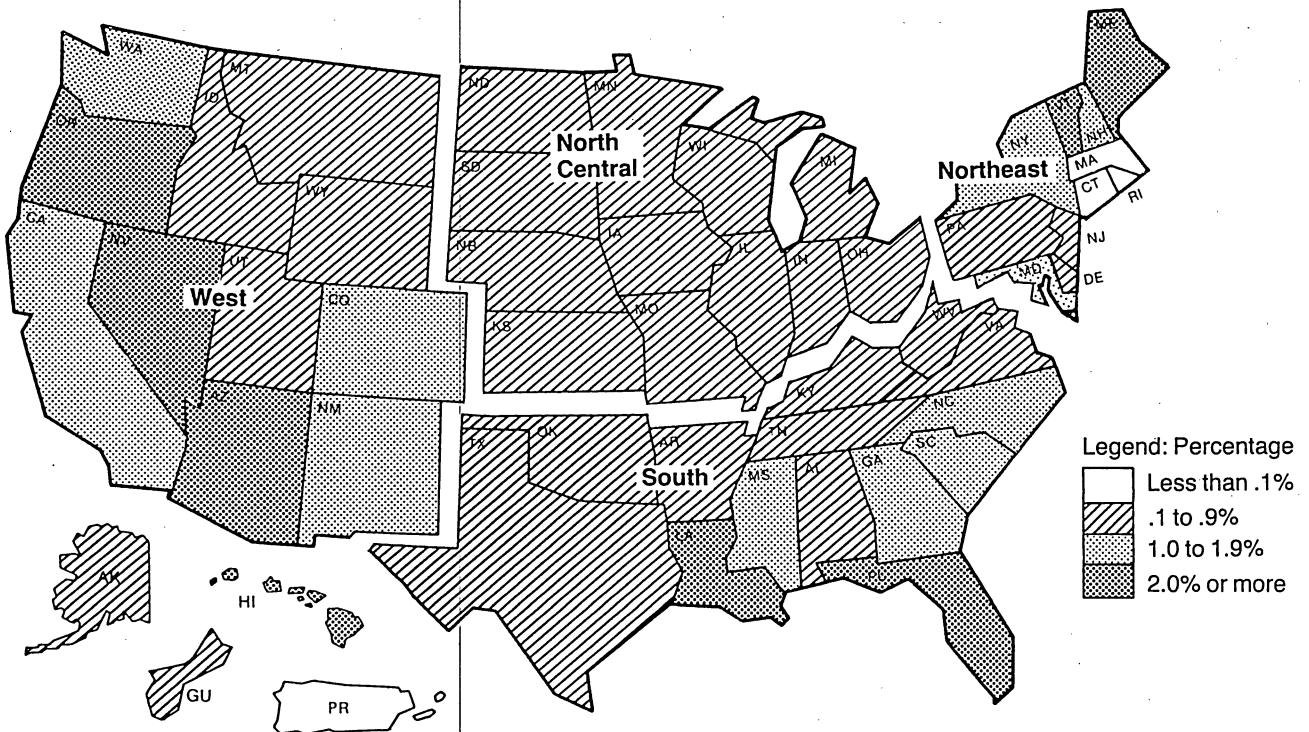 ME
WA
MT
ND
MN
ID
OR
VT
NH
NY
North
Central
WI
MI
MA
SD
Northeast
CT
WY
RI
CA
PA
NV
IA
NJ
NB
IL
OH
UT
IN
MD
DE
West
CO
MO
WV
KS
VA
AZ
KY
NM
NC
TX
OK
AR
TN
SC
Legend: Percentage
GA
AL
South
MS
Less than .1%
.1 to .9%
LA
1.0 to 1.9%
AK
FL
2.0% or more
HI
GU
PR